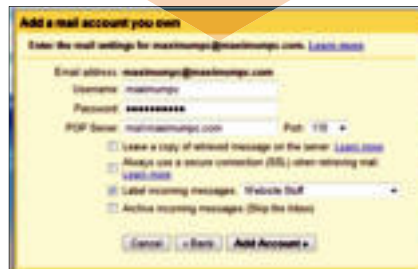 Add a mail account you own
Enter the mail settings for maximumpc@maximumpc.com. Learn more
Email address: maximumpc@maximumpc.com
Username: maximumpc
Password: •••••••••••
POP Server: mail.maximumpc.com Port: 110
Leave a copy of retrieved message on the server. Learn more
Always use a secure connection (SSL) when retrieving mail.
Learn more
Label incoming messages: Website Stuff
Archive incoming messages (Skip the Inbox)
Cancel « Back Add Account »